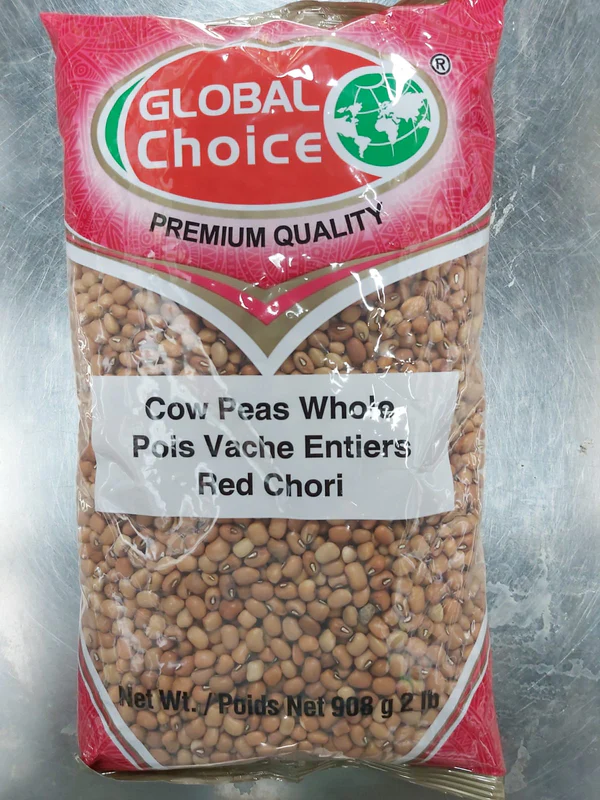 GLOBAL
Choice
®
PREMIUM QUALITY
Cow Peas Whole
Pois Vache Entiers
Red Chori
Net Wt. / Poids Net 908 g 2 lb